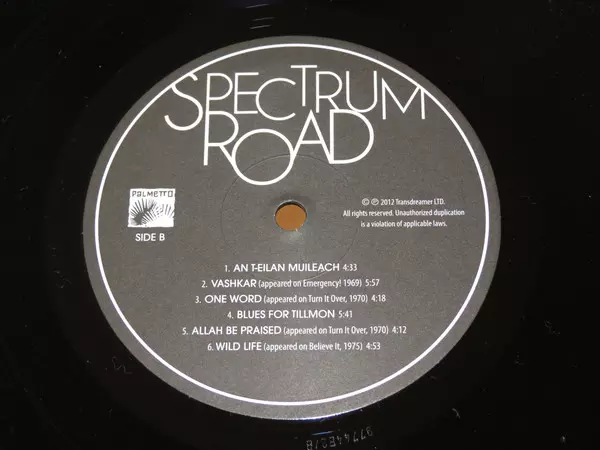 SPECTRUM
ROAD
PALMETTO
SIDE B
© ℗ 2012 Transdreamer LTD.
All rights reserved. Unauthorized duplication
is a violation of applicable laws.
1. AN T-EILAN MUILEACH 4:33
2. VASHKAR (appeared on Emergency! 1969) 5:57
3. ONE WORD (appeared on Turn It Over, 1970) 4:18
4. BLUES FOR TILLMON 5:41
5. ALLAH BE PRAISED (appeared on Turn It Over, 1970) 4:12
6. WILD LIFE (appeared on Believe It, 1975) 4:53